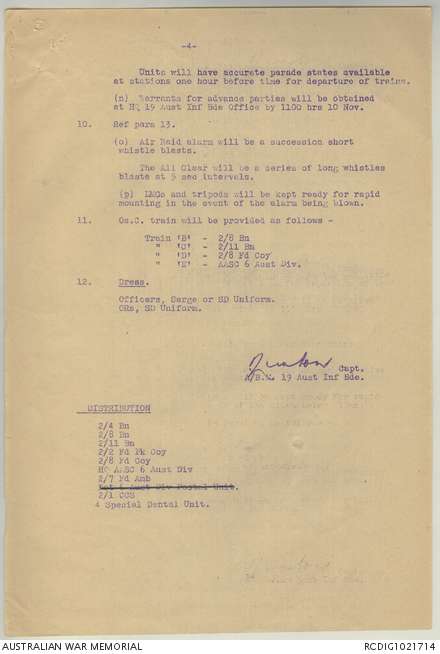 -4-
Units will have accurate parade states available
at stations one hour before time for departure of trains.
(n) Warrants for advance parties will be obtained
at HQ 19 Aust Inf Bde Office by 1100 hrs 10 Nov.
10. Ref para 13.
(o) Air Raid alarm will be a succession short
whistle blasts.
The All Clear will be a series of long whistles
blasts at 5 sec intervals.
(p) LMGs and tripods will be kept ready for rapid
mounting in the event of the alarm being blown.
11. Os.C. train will be provided as follows -
Train 'B' - 2/8 Bn
" 'C' - 2/11 Bn
" 'D' - 2/8 Fd Coy
" 'E' - AASC 6 Aust Div.
12. Dress.
Officers, Serge or SD Uniform.
ORs, SD Uniform.
Capt.
B.M. 19 Aust Inf Bde.
DISTRIBUTION
2/4 Bn
2/8 Bn
2/11 Bn
2/2 Fd Pk Coy
2/8 Fd Coy
HQ AASC 6 Aust Div
2/7 Fd Amb
6 Aust Div Postal Unit.
2/1 CCS
4 Special Dental Unit.
AUSTRALIAN WAR MEMORIAL
RCDIG1021714